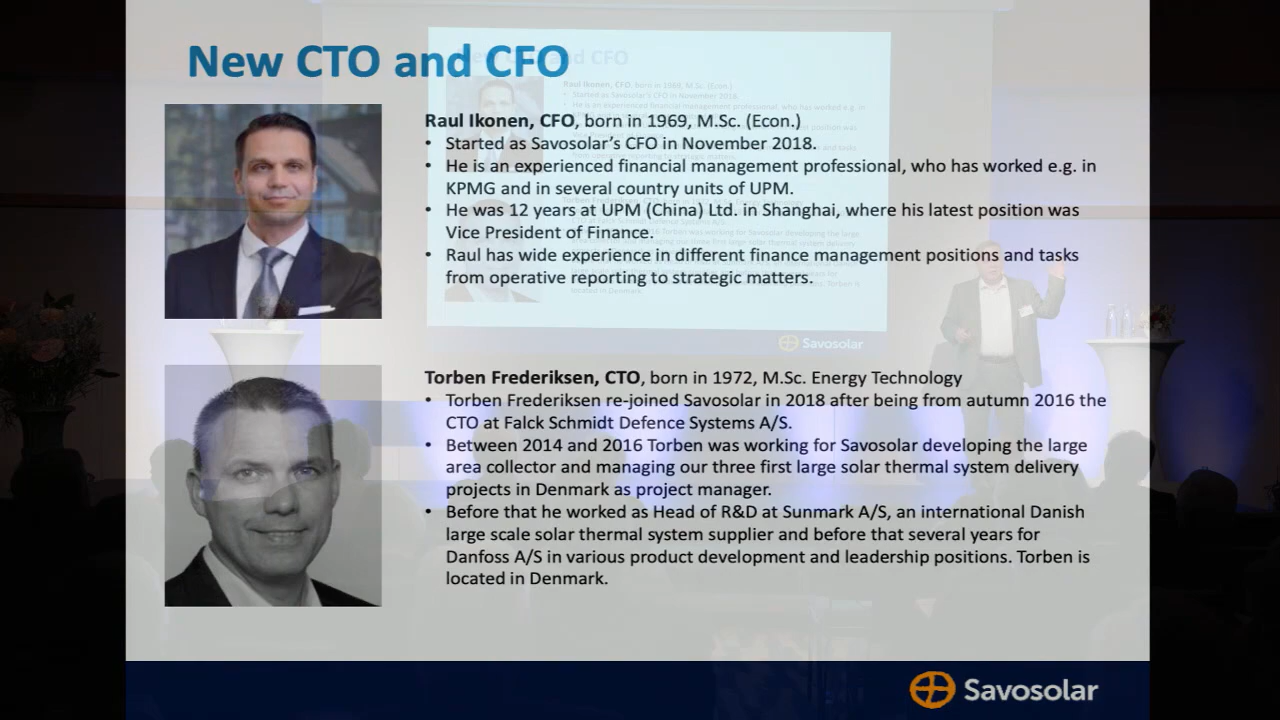 New CTO and CFO
Raul Ikonen, CFO, born in 1969, M.Sc. (Econ.)
• Started as Savosolar's CFO in November 2018.
• He is an experienced financial management professional, who has worked e.g. in
KPMG and in several country units of UPM.
• He was 12 years at UPM (China) Ltd. in Shanghai, where his latest position was
Vice President of Finance.
• Raul has wide experience in different finance management positions and tasks
from operative reporting to strategic matters.
Savosolar
Torben Frederiksen, CTO, born in 1972, M.Sc. Energy Technology
• Torben Frederiksen re-joined Savosolar in 2018 after being from autumn 2016 the
CTO at Falck Schmidt Defence Systems A/S.
• Between 2014 and 2016 Torben was working for Savosolar developing the large
area collector and managing our three first large solar thermal system delivery
projects in Denmark as project manager.
• Before that he worked as Head of R&D at Sunmark A/S, an international Danish
large scale solar thermal system supplier and before that several years for
Danfoss A/S in various product development and leadership positions. Torben is
located in Denmark.
Savosolar